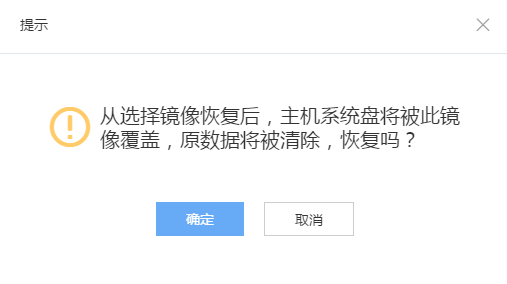 提示
从选择镜像恢复后，主机系统盘将被此镜
像覆盖，原数据将被清除，恢复吗？
确定
取消